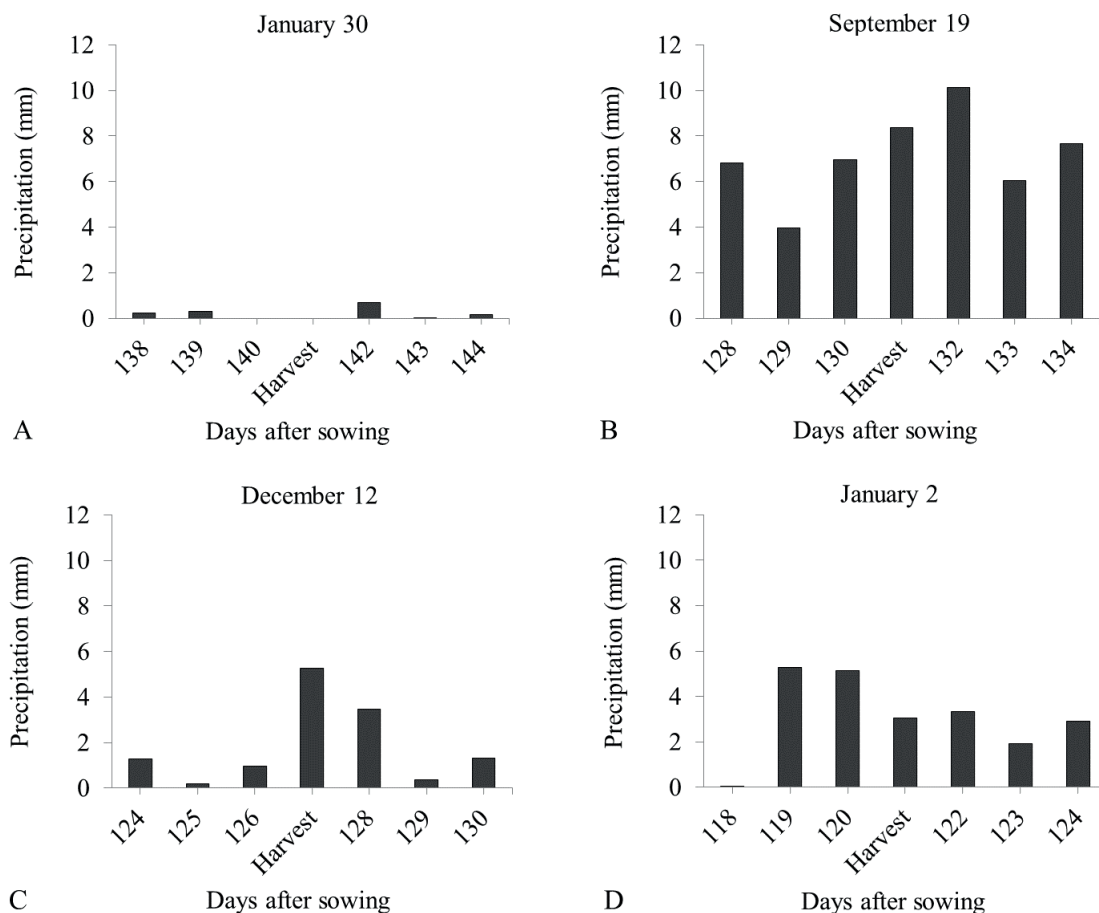 January 30
12
10
8
6
4
2
0
Precipitation (mm)
138 139 140 Harvest 142 143 144
A Days after sowing
September 19
12
10
8
6
4
2
0
Precipitation (mm)
128 129 130 Harvest 132 133 134
B Days after sowing
December 12
12
10
8
6
4
2
0
Precipitation (mm)
124 125 126 Harvest 128 129 130
C Days after sowing
January 2
12
10
8
6
4
2
0
Precipitation (mm)
118 119 120 Harvest 122 123 124
D Days after sowing